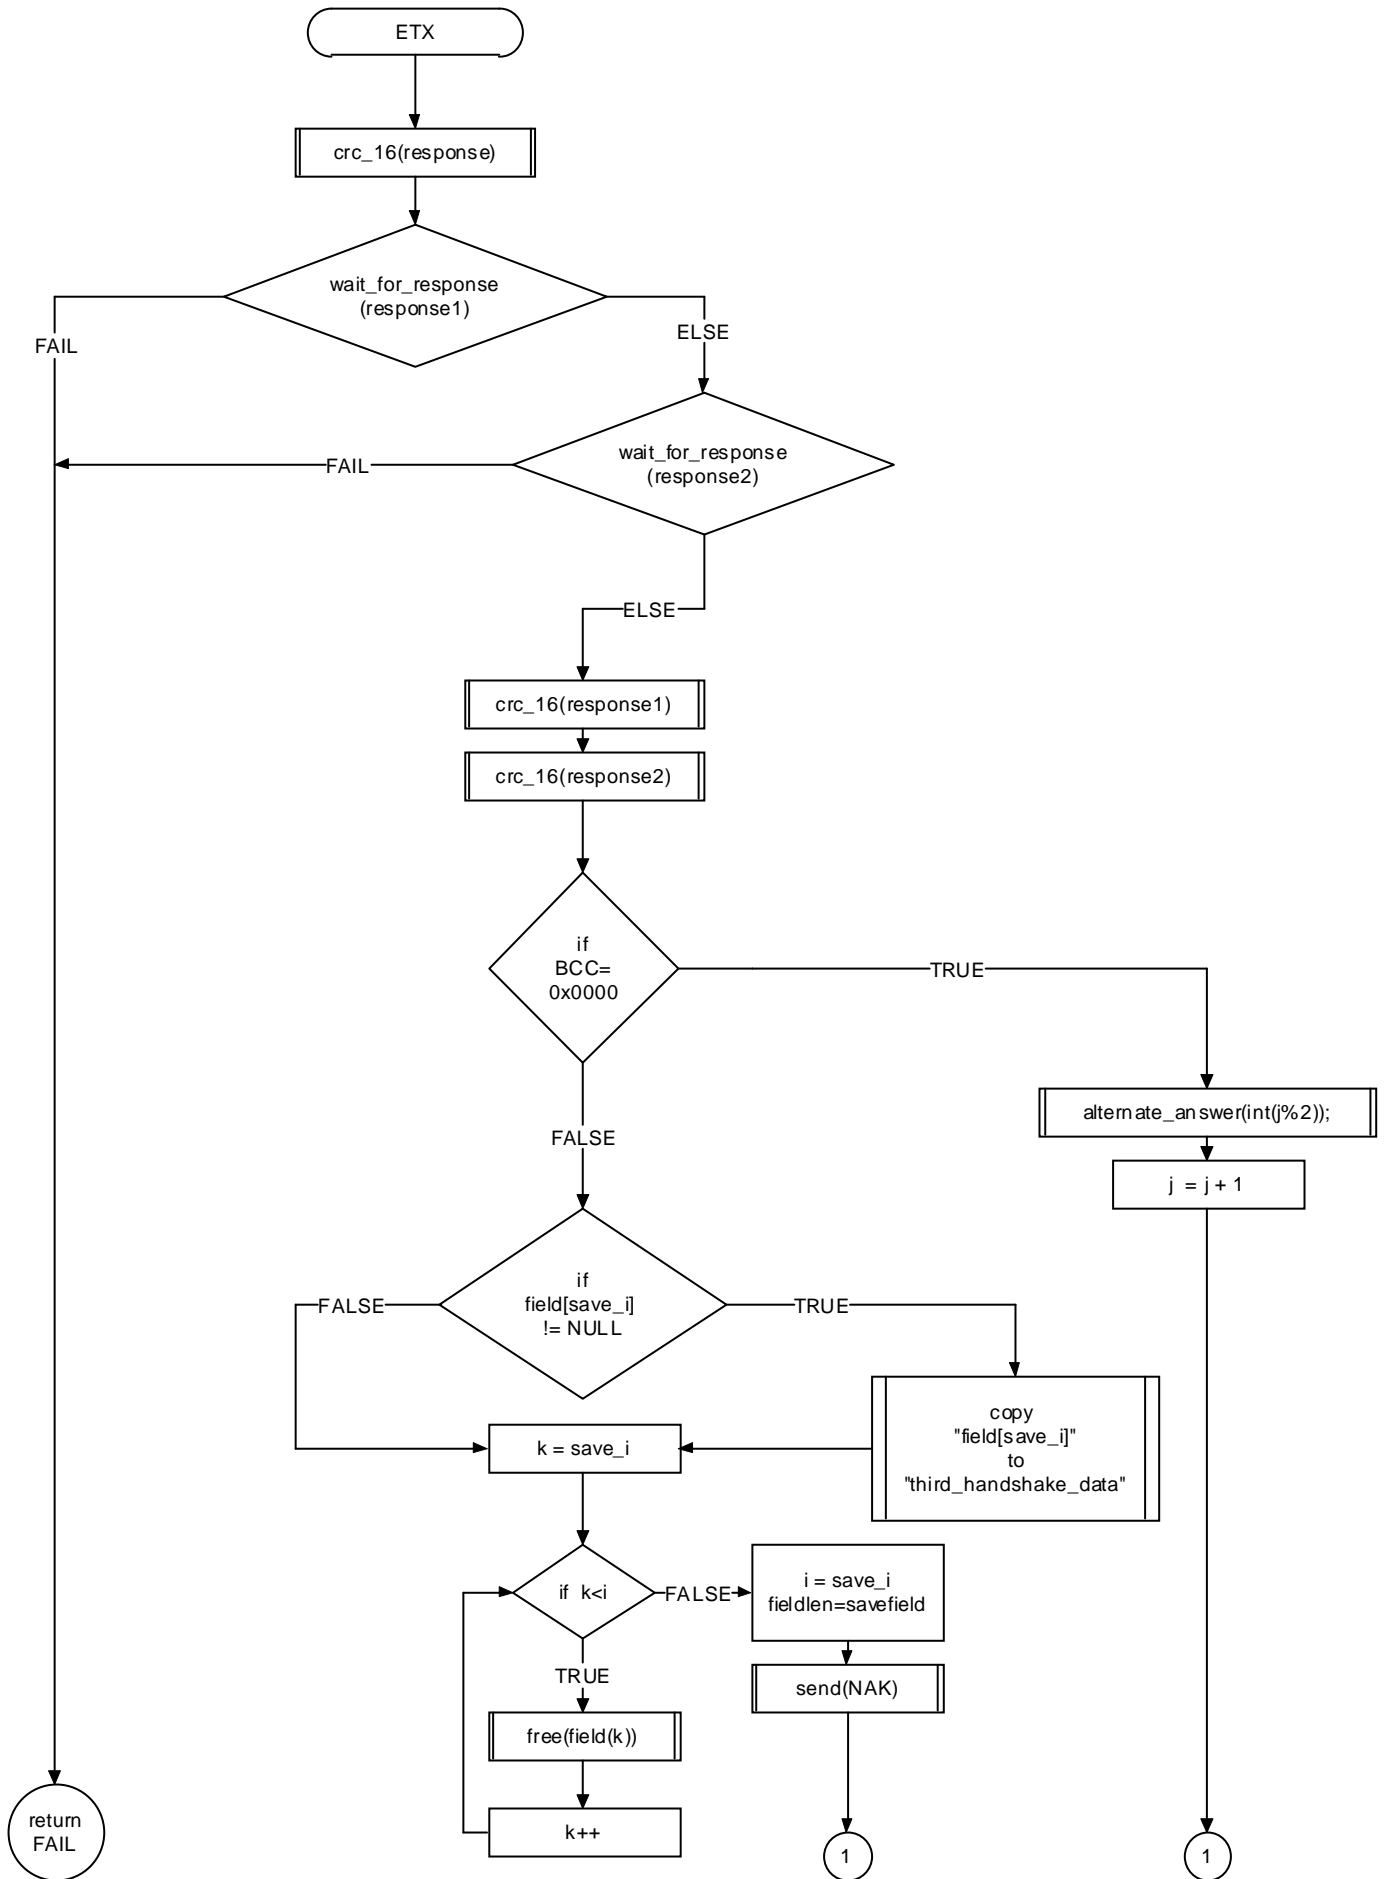 ETX
crc_16(response)
wait_for_response
(response1)
FAIL
ELSE
wait_for_response
(response2)
FAIL
ELSE
crc_16(response1)
crc_16(response2)
if
BCC=
0x0000
TRUE
alternate_answer(int(j%2));
FALSE
j = j + 1
if
field[save_i]
!= NULL
FALSE
TRUE
copy
"field[save_i]"
to
"third_handshake_data"
k = save_i
if k<i
FALSE
i = save_i
fieldlen=savefield
TRUE
send(NAK)
free(field(k))
k++
return
FAIL
1
1